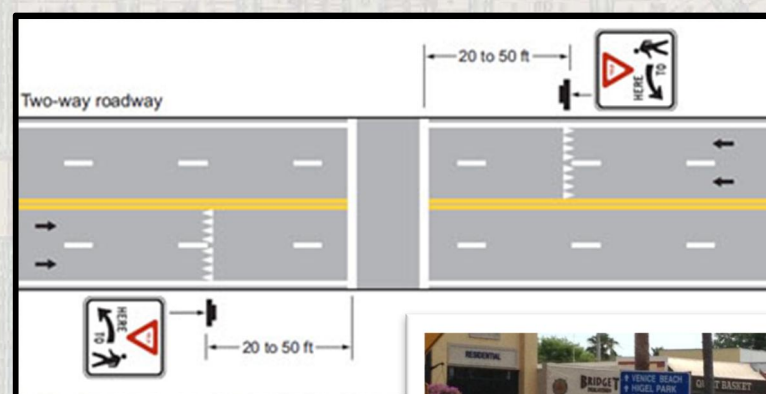 20 to 50 ft
HERE
TO
Two-way roadway
HERE
TO
20 to 50 ft
RESIDENTIAL
BRIDGET
VENICE BEACH
HIGEL PARK
BASKET